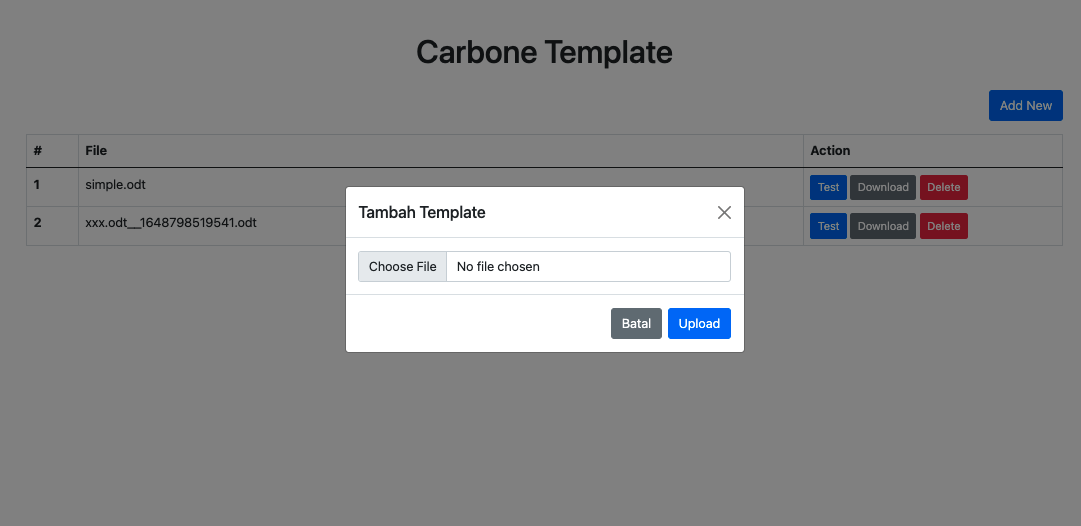 Carbone Template
Add New
# File Action
1 simple.odt Test Download Delete
2 xxx.odt__1648798519541.odt Test Download Delete
Tambah Template
Choose File No file chosen
Batal Upload